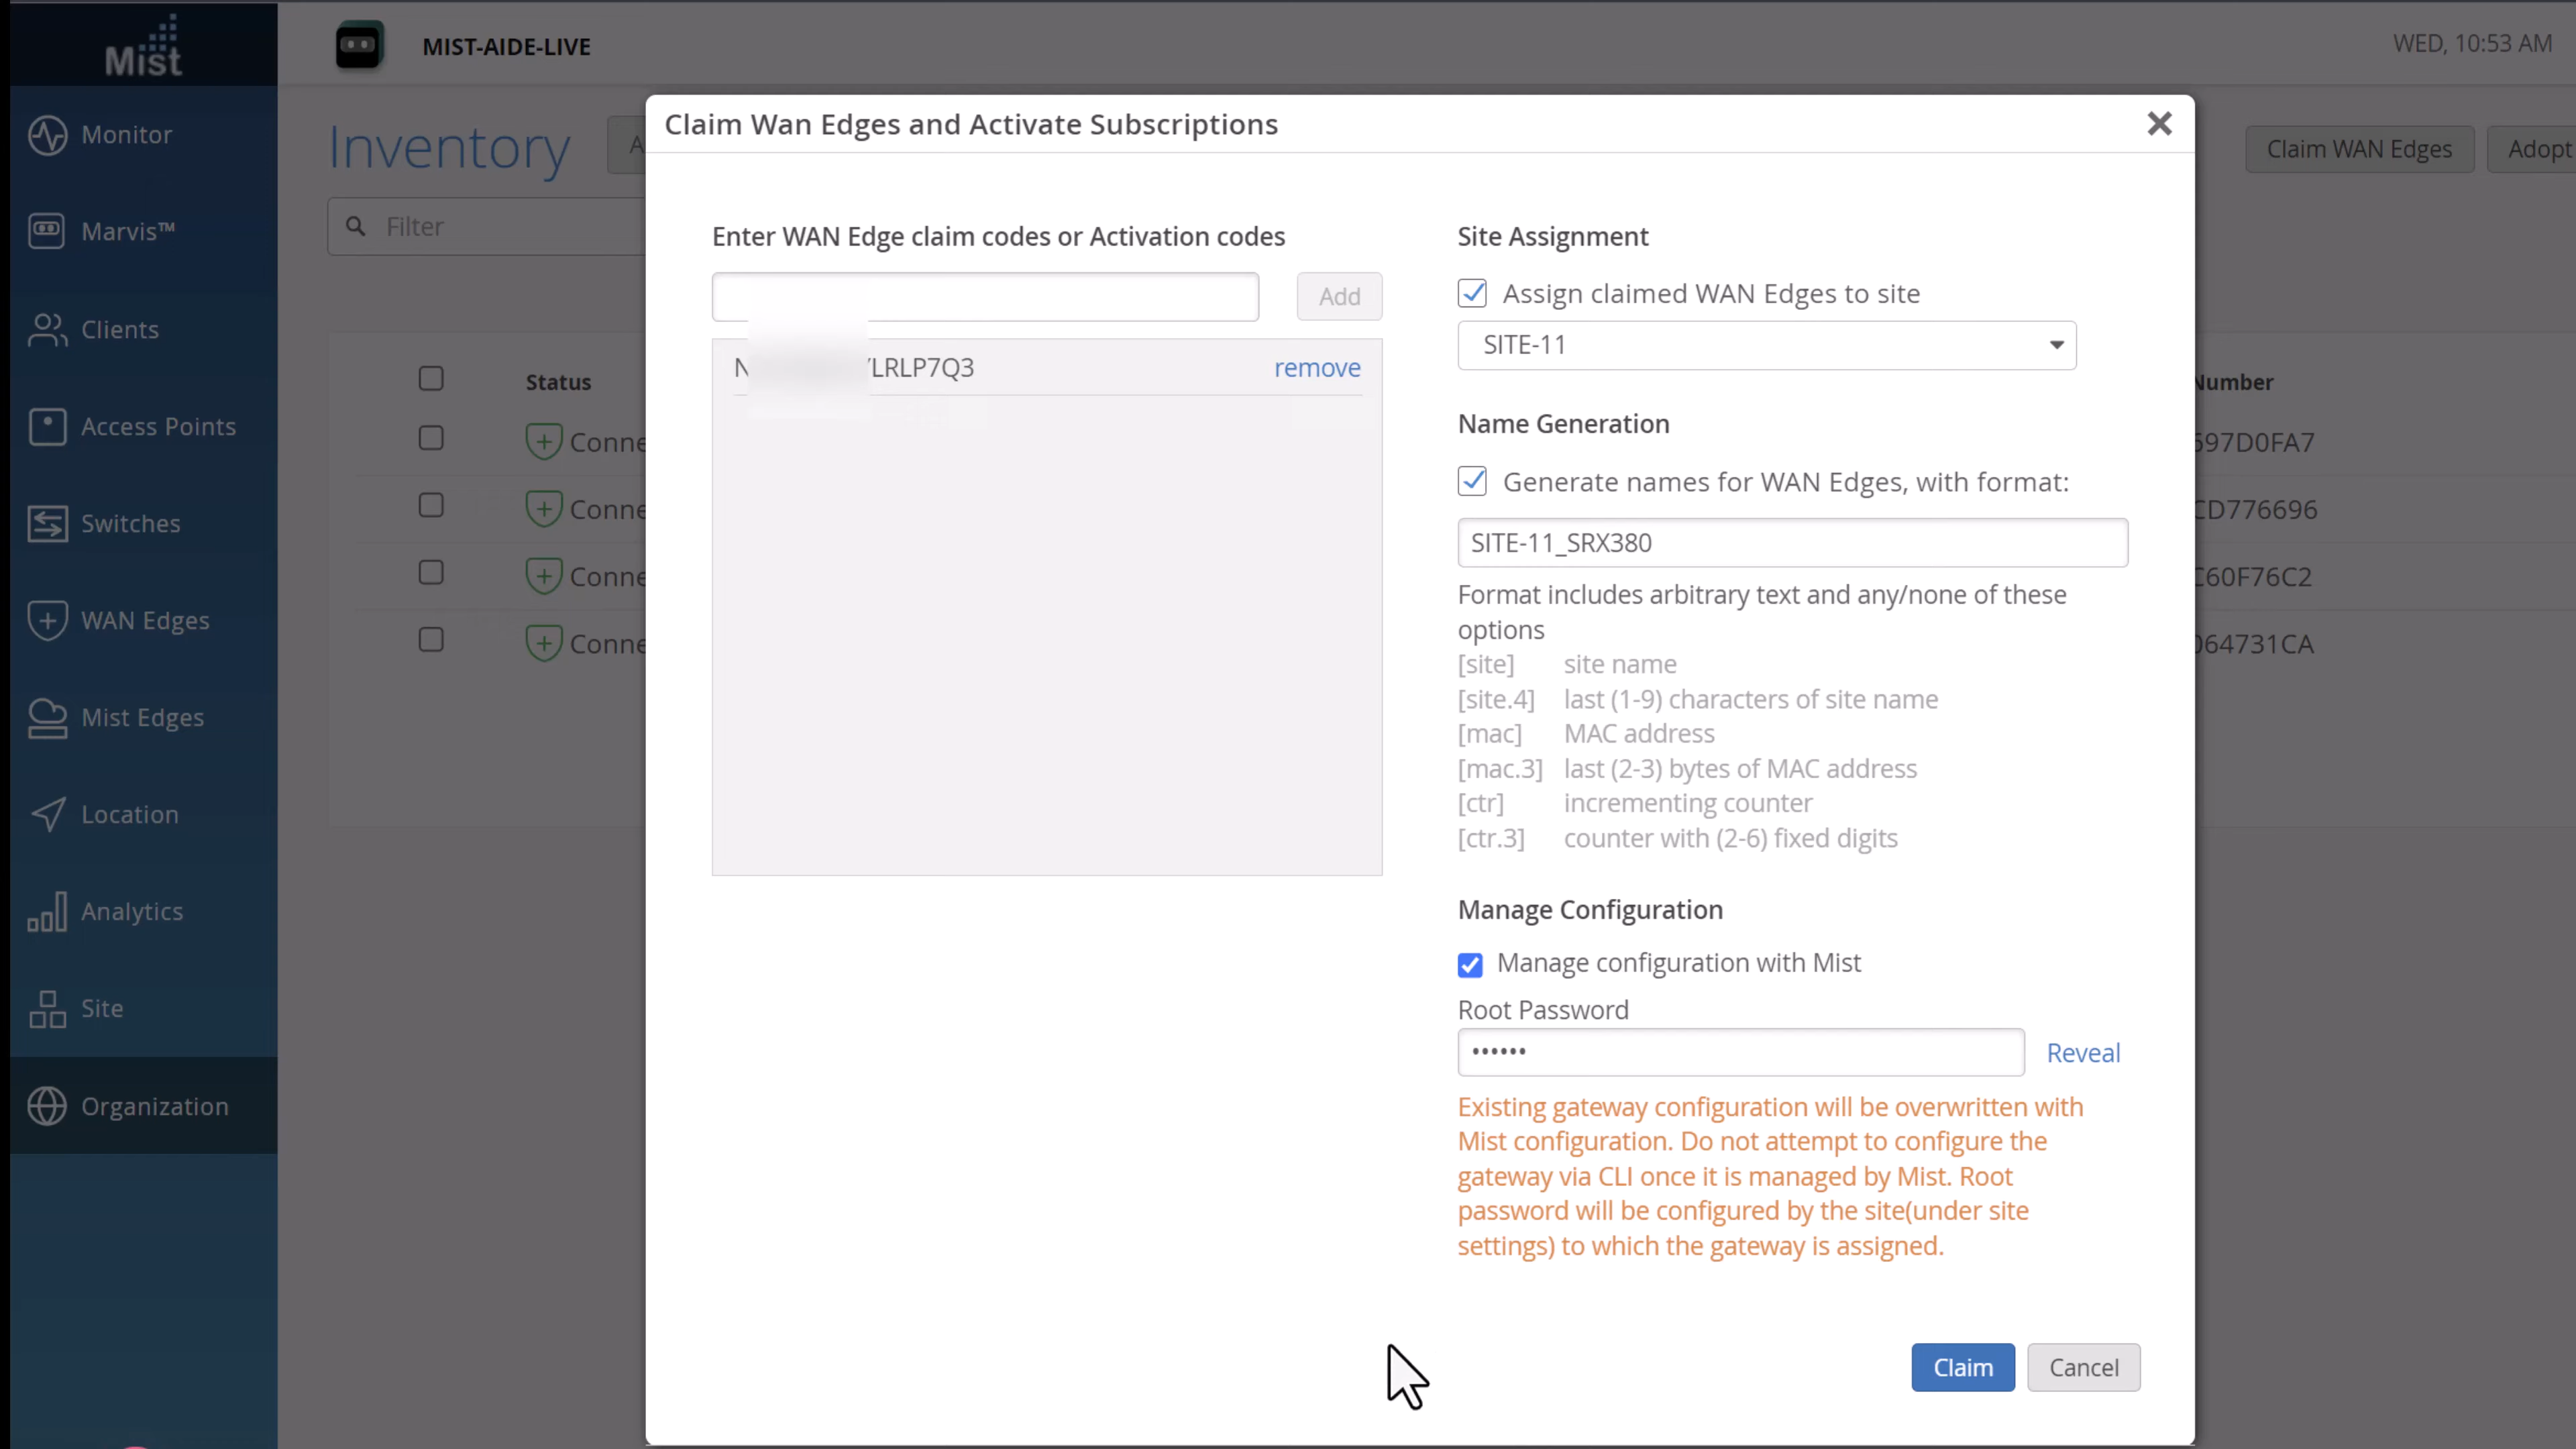 Mist
MIST-AIDE-LIVE
WED, 10:53 AM
Monitor
Marvis™
Clients
Access Points
Switches
WAN Edges
Mist Edges
Location
Analytics
Site
Organization
Inventory
A
Claim WAN Edges
Adopt
Filter
Status
Number
Conne
697D0FA7
Conne
CD776696
Conne
C60F76C2
Conne
064731CA
Claim Wan Edges and Activate Subscriptions
Enter WAN Edge claim codes or Activation codes
Add
N LRLP7Q3
remove
Site Assignment
Assign claimed WAN Edges to site
SITE-11
Name Generation
Generate names for WAN Edges, with format:
SITE-11_SRX380
Format includes arbitrary text and any/none of these
options
[site] site name
[site.4] last (1-9) characters of site name
[mac] MAC address
[mac.3] last (2-3) bytes of MAC address
[ctr] incrementing counter
[ctr.3] counter with (2-6) fixed digits
Manage Configuration
Manage configuration with Mist
Root Password
••••••
Reveal
Existing gateway configuration will be overwritten with
Mist configuration. Do not attempt to configure the
gateway via CLI once it is managed by Mist. Root
password will be configured by the site(under site
settings) to which the gateway is assigned.
Claim
Cancel